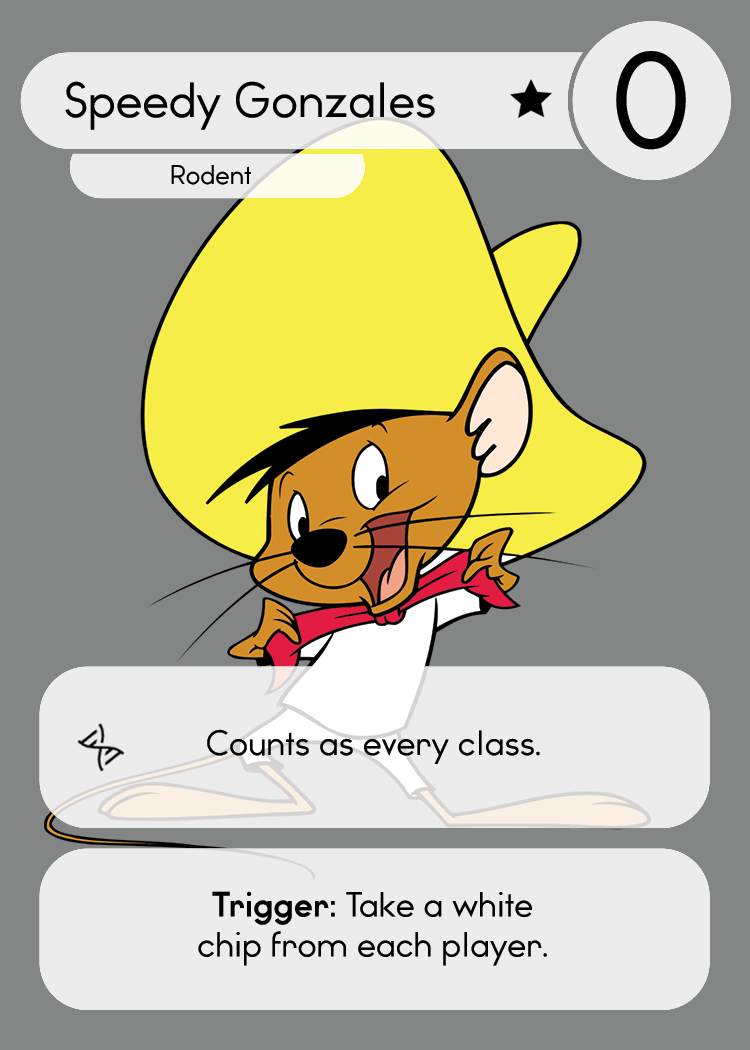 Speedy Gonzales ★ 0
Rodent
Counts as every class.
Trigger: Take a white
chip from each player.